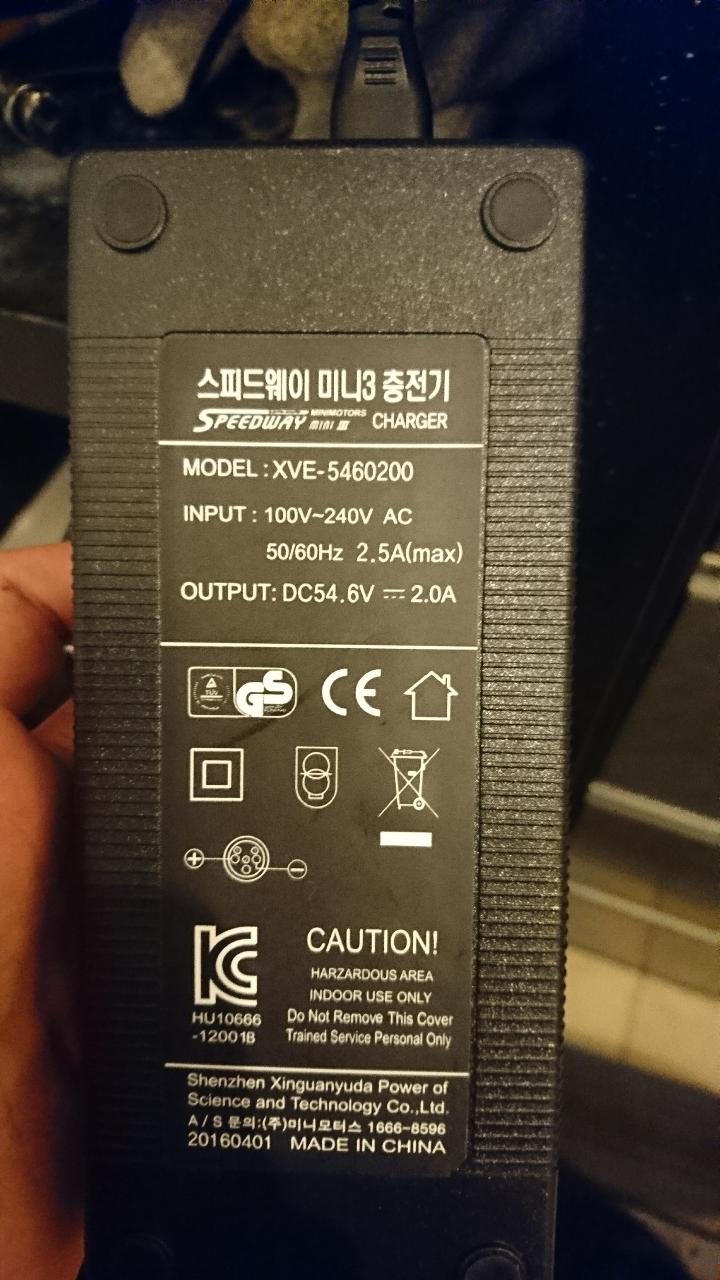 스피드웨이 미니3 충전기
SPEEDWAY MINIMOTORS MINI III CHARGER
MODEL : XVE-5460200
INPUT : 100V~240V AC
50/60Hz 2.5A(max)
OUTPUT: DC54.6V ⎓ 2.0A
TÜV GS CE
+ −
KC
HU10666
-12001B
CAUTION!
HARZARDOUS AREA
INDOOR USE ONLY
Do Not Remove This Cover
Trained Service Personal Only
Shenzhen Xinguanyuda Power of
Science and Technology Co.,Ltd.
A / S 문의:(주)미니모터스 1666-8596
20160401 MADE IN CHINA